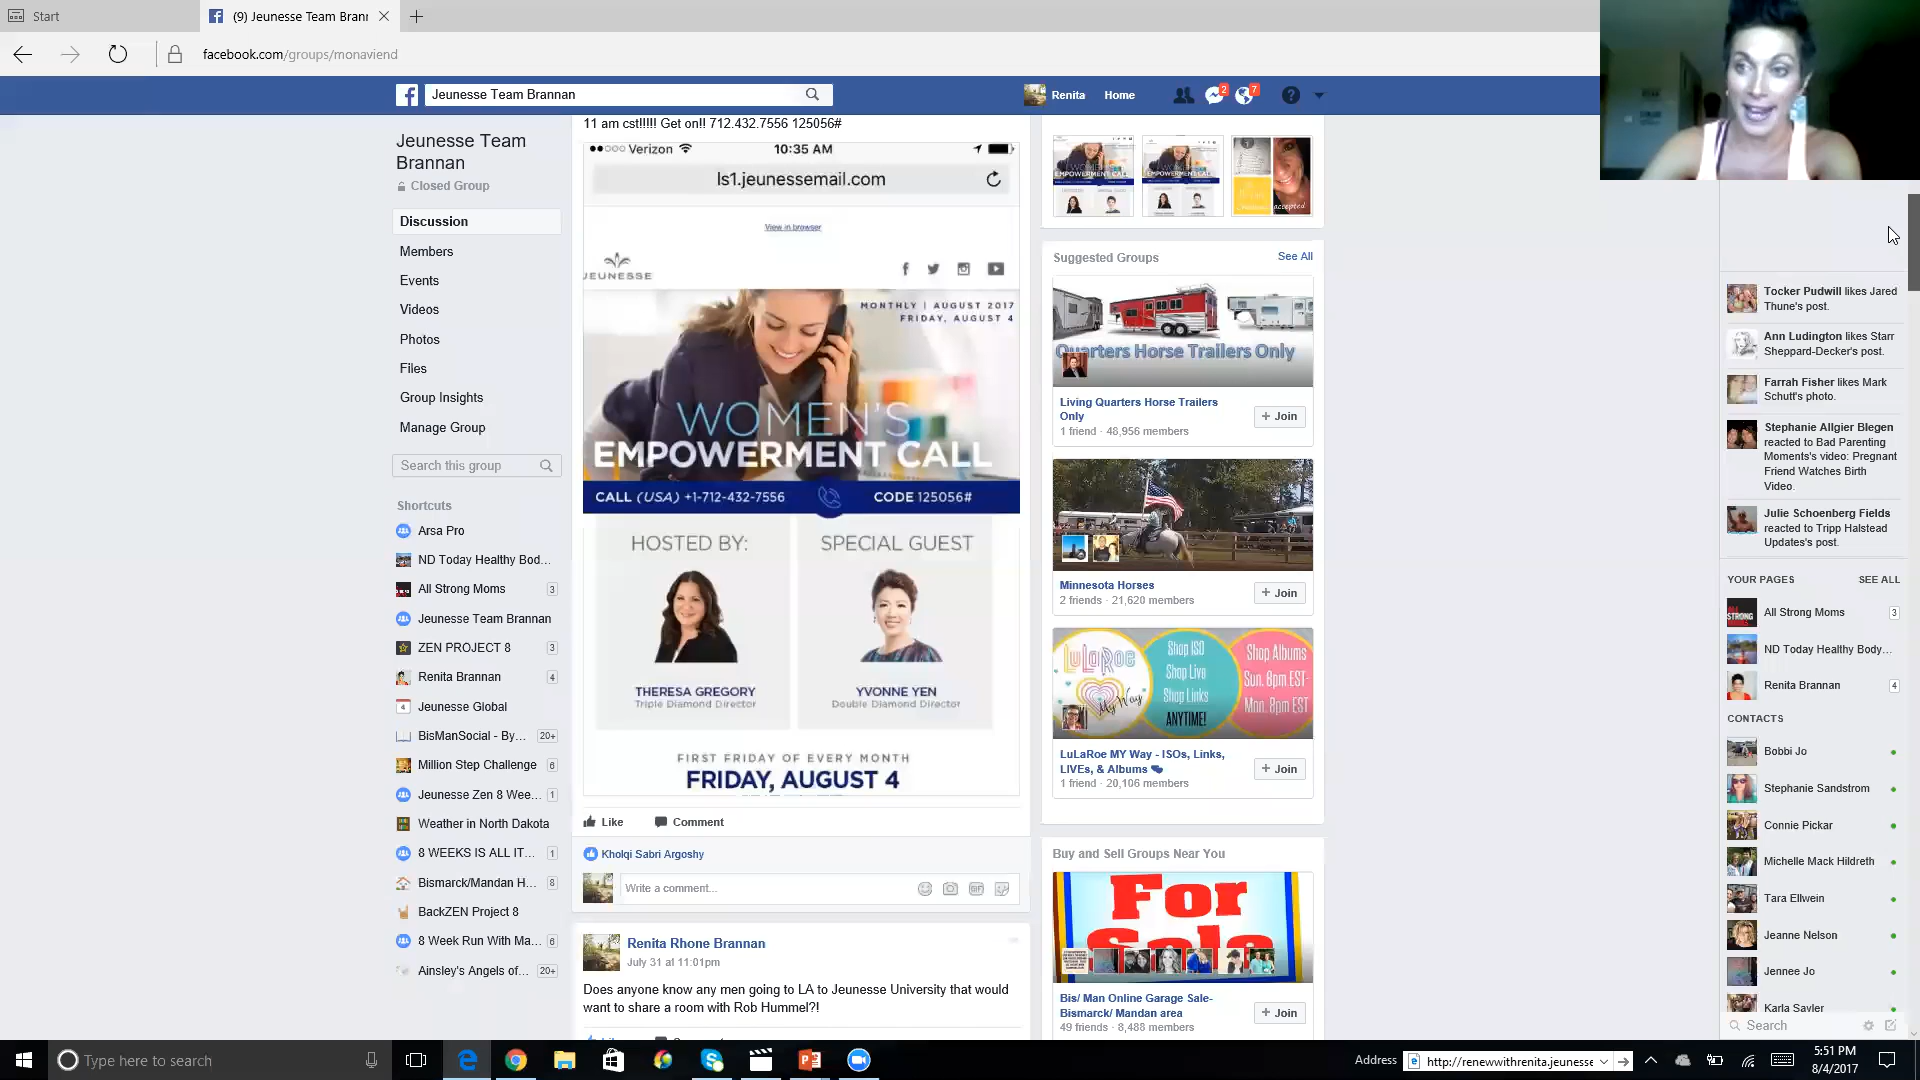 Start
(9) Jeunesse Team Brann
facebook.com/groups/monaviend
Jeunesse Team Brannan
Renita
Home
2
7
?
Jeunesse Team
Brannan
Closed Group
Discussion
Members
Events
Videos
Photos
Files
Group Insights
Manage Group
Search this group
Shortcuts
Arsa Pro
ND Today Healthy Bod...
All Strong Moms 3
Jeunesse Team Brannan
ZEN PROJECT 8 3
Renita Brannan 4
Jeunesse Global
BisManSocial - By... 20+
Million Step Challenge 6
Jeunesse Zen 8 Wee... 1
Weather in North Dakota
8 WEEKS IS ALL IT... 1
Bismarck/Mandan H... 8
BackZEN Project 8
8 Week Run With Ma... 6
Ainsley's Angels of... 20+
11 am cst!!!!! Get on!! 712.432.7556 125056#
Verizon 10:35 AM
ls1.jeunessemail.com
View in browser
JEUNESSE
MONTHLY | AUGUST 2017
FRIDAY, AUGUST 4
WOMEN'S
EMPOWERMENT CALL
CALL (USA) +1-712-432-7556 CODE 125056#
HOSTED BY: SPECIAL GUEST
THERESA GREGORY YVONNE YEN
Triple Diamond Director Double Diamond Director
FIRST FRIDAY OF EVERY MONTH
FRIDAY, AUGUST 4
Like Comment
Kholqi Sabri Argoshy
Write a comment...
GIF
Renita Rhone Brannan
July 31 at 11:01pm
Does anyone know any men going to LA to Jeunesse University that would
want to share a room with Rob Hummel?!
accepted
Suggested Groups See All
Quarters Horse Trailers Only
Living Quarters Horse Trailers
Only
+ Join
1 friend · 48,956 members
Minnesota Horses
+ Join
2 friends · 21,620 members
LuLaRoe
My Way
Shop ISO
Shop Live
Shop Links
ANYTIME!
Shop Albums
Sun. 8pm EST-
Mon. 8pm EST
LuLaRoe MY Way - ISOs, Links,
LIVEs, & Albums
+ Join
1 friend · 20,106 members
Buy and Sell Groups Near You
For
Sale
Bis/ Man Online Garage Sale-
Bismarck/ Mandan area
+ Join
49 friends · 8,488 members
Tocker Pudwill likes Jared
Thune's post.
Ann Ludington likes Starr
Sheppard-Decker's post.
Farrah Fisher likes Mark
Schutt's photo.
Stephanie Allgier Blegen
reacted to Bad Parenting
Moments's video: Pregnant
Friend Watches Birth
Video.
Julie Schoenberg Fields
reacted to Tripp Halstead
Updates's post.
YOUR PAGES SEE ALL
ALL STRONG MOMS
All Strong Moms 3
ND Today Healthy Body...
Renita Brannan 4
CONTACTS
Bobbi Jo
Stephanie Sandstrom
Connie Pickar
Michelle Mack Hildreth
Tara Ellwein
Jeanne Nelson
Jennee Jo
Karla Sayler
Search
Type here to search
Address http://renewwithrenita.jeunesse
5:51 PM
8/4/2017